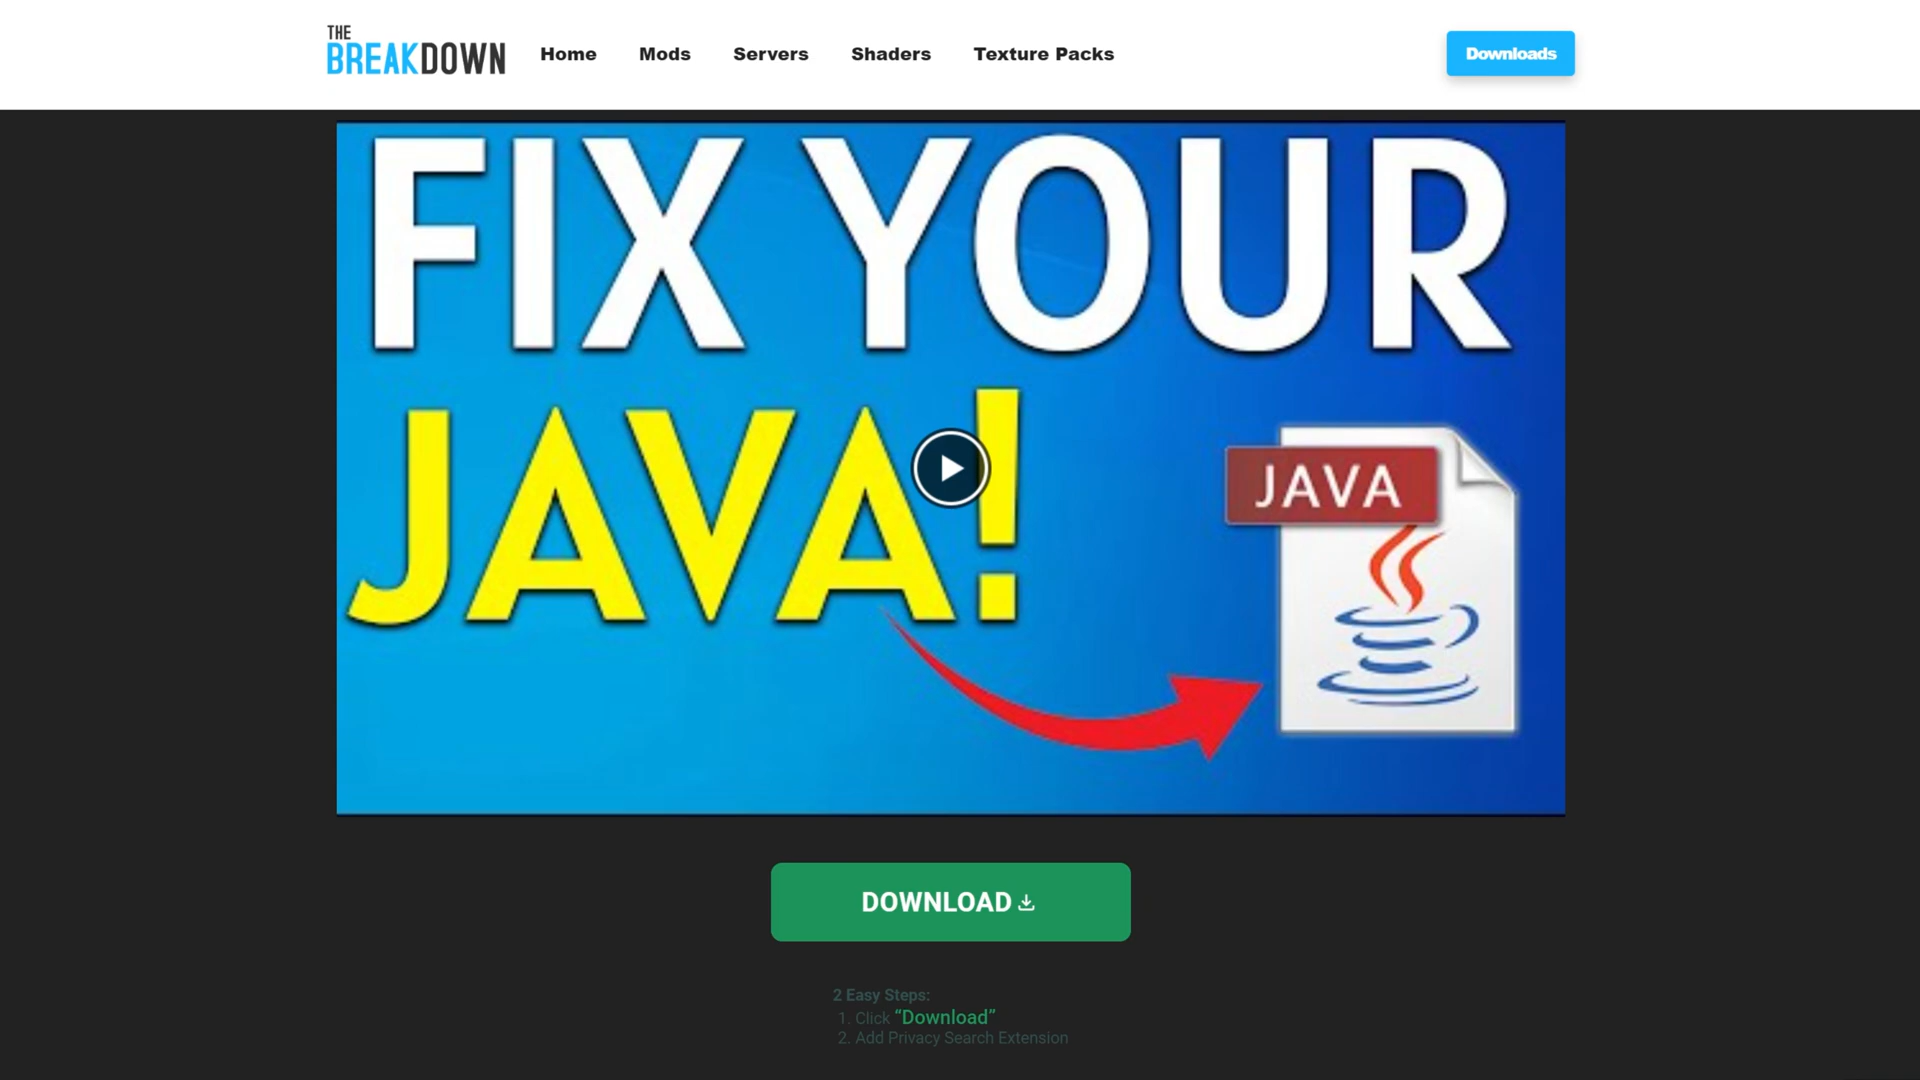 THE
BREAKDOWN
Home
Mods
Servers
Shaders
Texture Packs
Downloads
FIX YOUR
JAVA!
JAVA
DOWNLOAD
2 Easy Steps:
1. Click “Download”
2. Add Privacy Search Extension